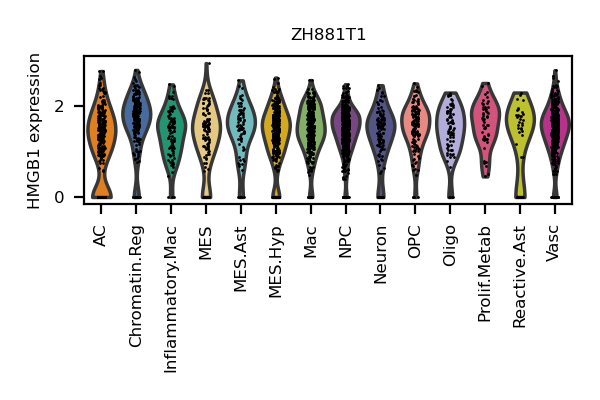 ZH881T1
HMGB1 expression
2
0
AC
Chromatin.Reg
Inflammatory.Mac
MES
MES.Ast
MES.Hyp
Mac
NPC
Neuron
OPC
Oligo
Prolif.Metab
Reactive.Ast
Vasc